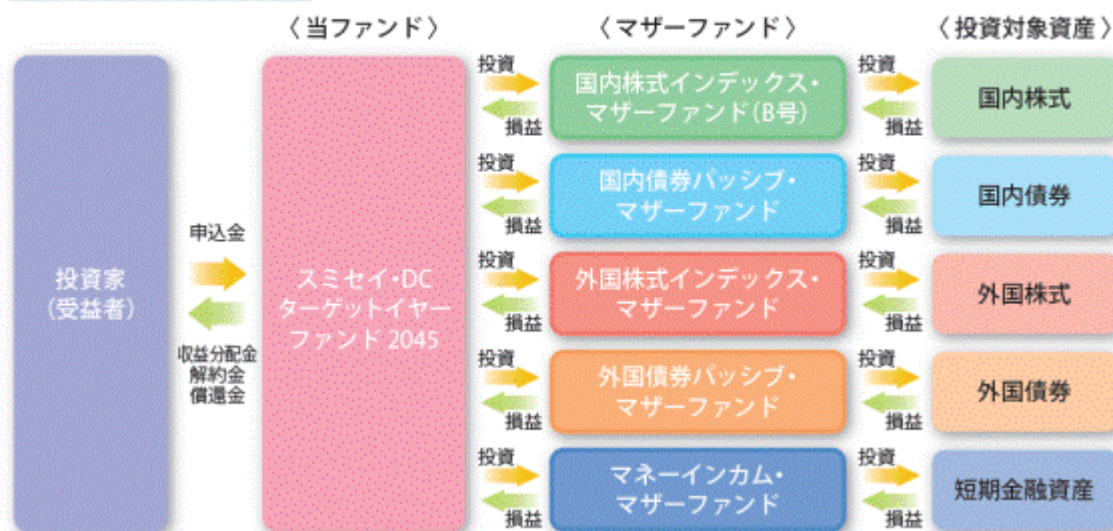 〈当ファンド〉
〈マザーファンド〉
〈投資対象資産〉
投資家
（受益者）
申込金
収益分配金
解約金
償還金
スミセイ・DC
ターゲットイヤー
ファンド 2045
投資
損益
国内株式インデックス・
マザーファンド（B号）
投資
損益
国内株式
投資
損益
国内債券パッシブ・
マザーファンド
投資
損益
国内債券
投資
損益
外国株式インデックス・
マザーファンド
投資
損益
外国株式
投資
損益
外国債券パッシブ・
マザーファンド
投資
損益
外国債券
投資
損益
マネーインカム・
マザーファンド
投資
損益
短期金融資産